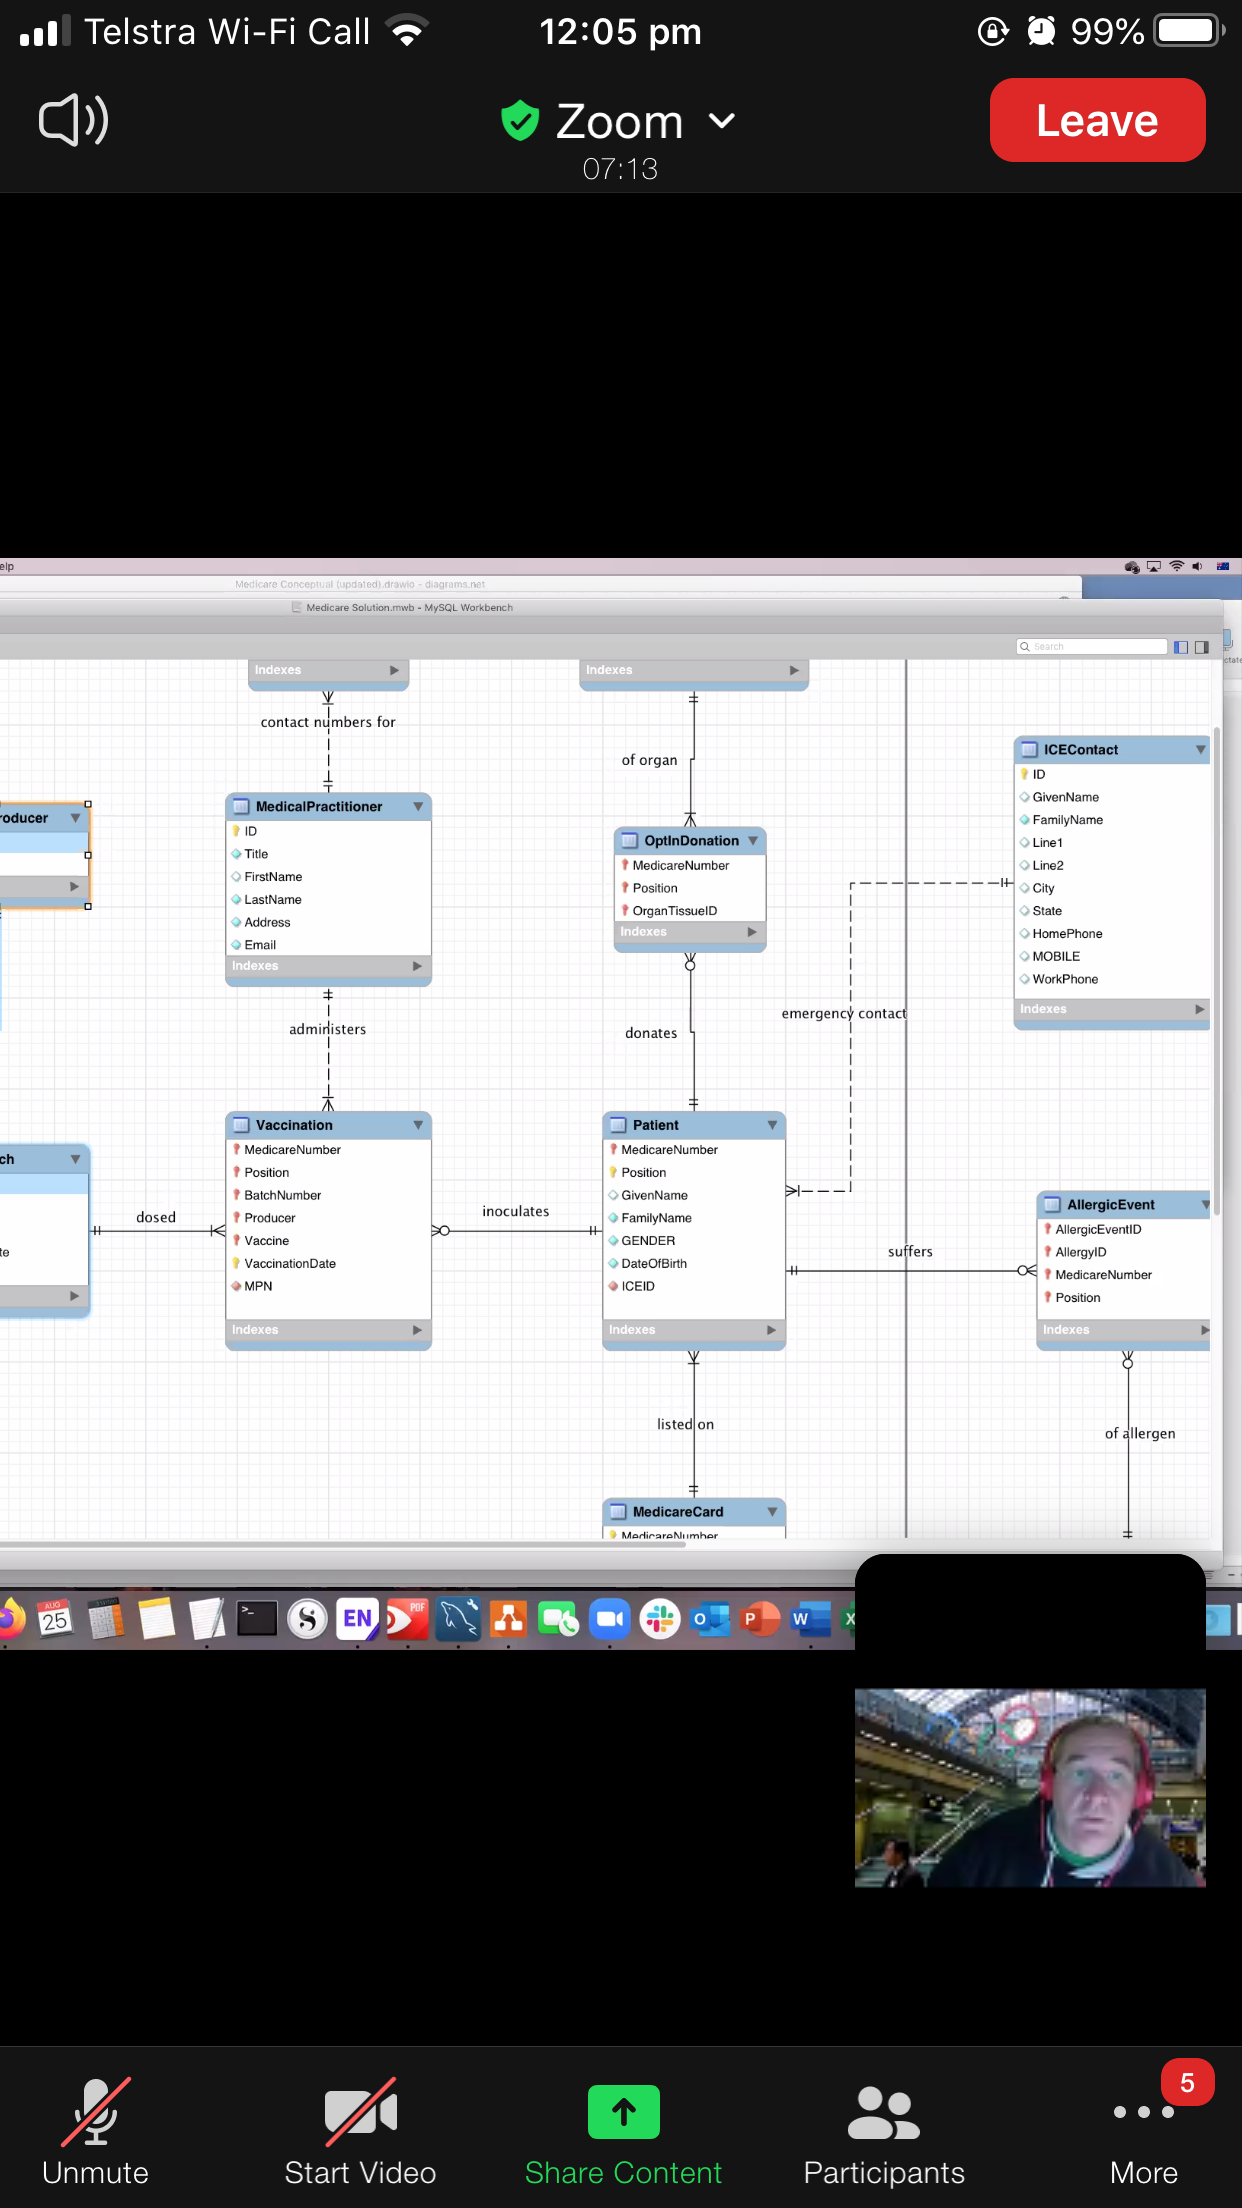 Telstra Wi-Fi Call 12:05 pm 99%
Zoom
07:13
Leave
elp
Medicare Conceptual (updated).drawio - diagrams.net
Medicare Solution.mwb - MySQL Workbench
Search
Indexes
Indexes
contact numbers for
of organ
roducer
MedicalPractitioner
ID
Title
FirstName
LastName
Address
Email
Indexes
OptInDonation
MedicareNumber
Position
OrganTissueID
Indexes
ICEContact
ID
GivenName
FamilyName
Line1
Line2
City
State
HomePhone
MOBILE
WorkPhone
Indexes
administers
donates
emergency contact
ch
te
dosed
Vaccination
MedicareNumber
Position
BatchNumber
Producer
Vaccine
VaccinationDate
MPN
Indexes
inoculates
Patient
MedicareNumber
Position
GivenName
FamilyName
GENDER
DateOfBirth
ICEID
Indexes
suffers
AllergicEvent
AllergicEventID
AllergyID
MedicareNumber
Position
Indexes
listed on
of allergen
MedicareCard
MedicareNumber
AUG
25
EN
PDF
Unmute
Start Video
Share Content
Participants
5
More